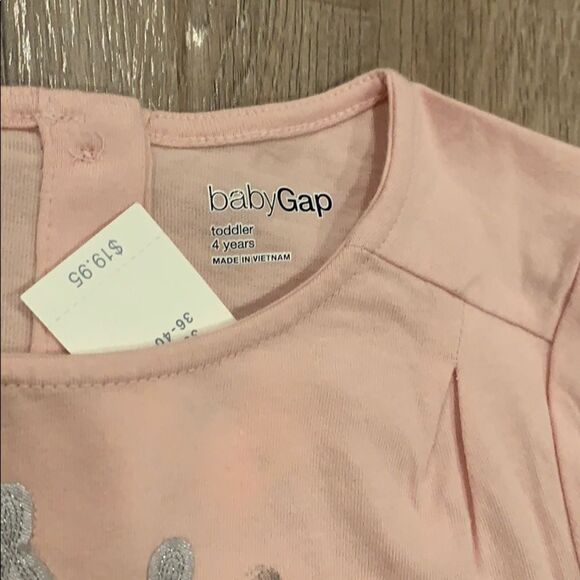 babyGap
toddler
4 years
MADE IN VIETNAM
$19.95